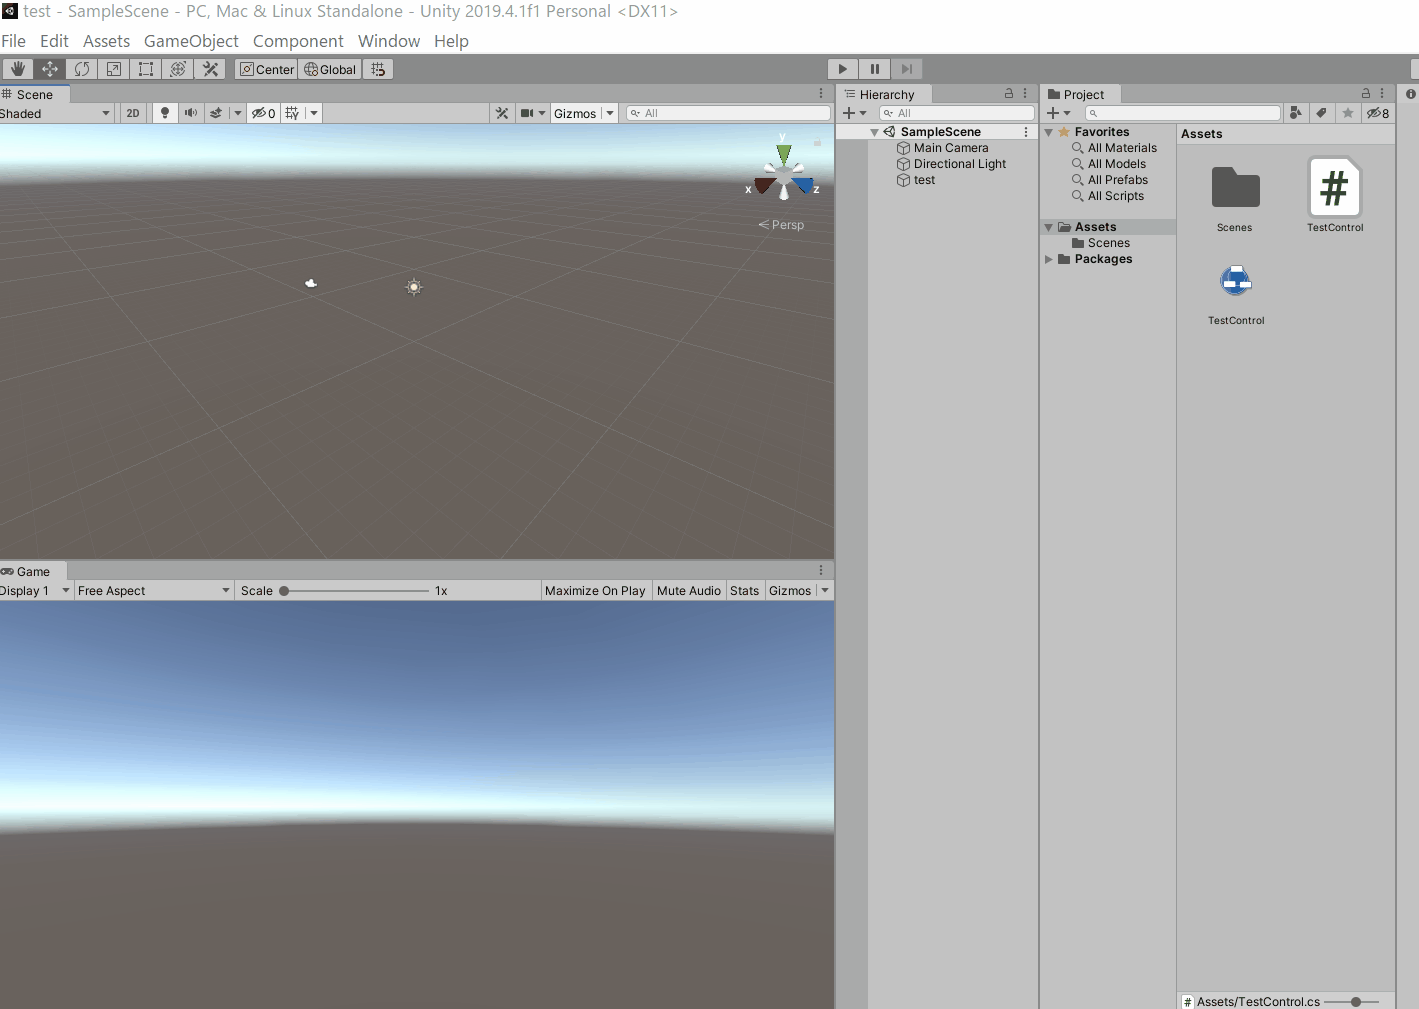 test - SampleScene - PC, Mac & Linux Standalone - Unity 2019.4.1f1 Personal <DX11>
File Edit Assets GameObject Component Window Help
Center Global
Scene
Shaded 2D 0 Gizmos All
y
x z
Persp
Game
Display 1 Free Aspect Scale 1x Maximize On Play Mute Audio Stats Gizmos
Hierarchy
All
SampleScene
Main Camera
Directional Light
test
Project
8
Favorites
All Materials
All Models
All Prefabs
All Scripts
Assets
Scenes
Packages
Assets
Scenes
#
TestControl
TestControl
# Assets/TestControl.cs